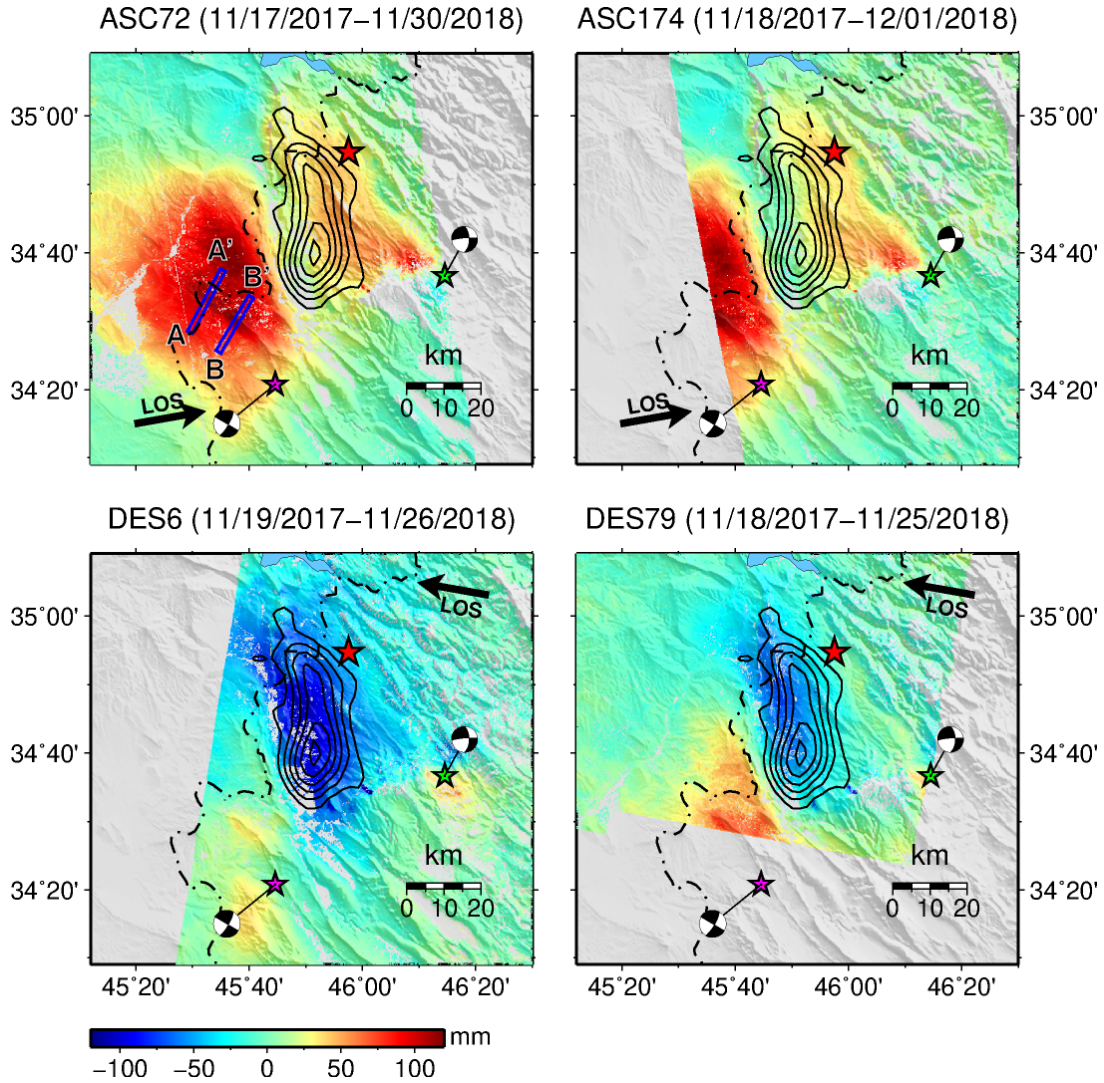 ASC72 (11/17/2017−11/30/2018)
ASC174 (11/18/2017−12/01/2018)
35°00'
35°00'
34°40'
34°40'
34°20'
34°20'
A'
B'
A
B
km
0 10 20
LOS
km
0 10 20
LOS
DES6 (11/19/2017−11/26/2018)
DES79 (11/18/2017−11/25/2018)
LOS
LOS
35°00'
35°00'
34°40'
34°40'
34°20'
34°20'
km
0 10 20
km
0 10 20
45°20' 45°40' 46°00' 46°20'
45°20' 45°40' 46°00' 46°20'
mm
−100 −50 0 50 100